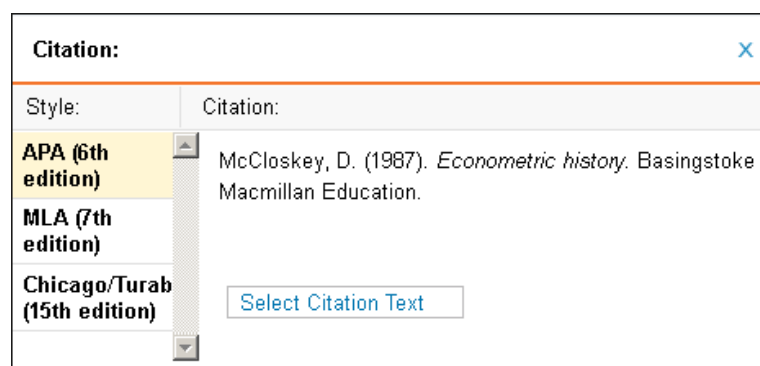 Citation:
X
Style:
Citation:
APA (6th
edition)
MLA (7th
edition)
Chicago/Turab
(15th edition)
McCloskey, D. (1987). Econometric history. Basingstoke
Macmillan Education.
Select Citation Text